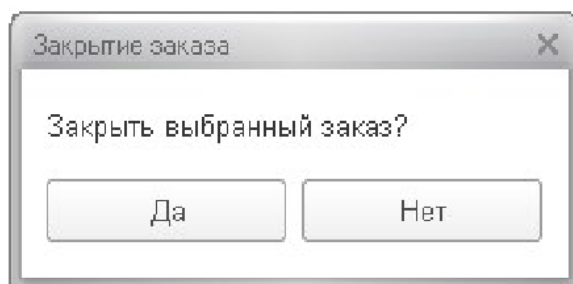 Закрытие заказа
Закрыть выбранный заказ?
Да
Нет